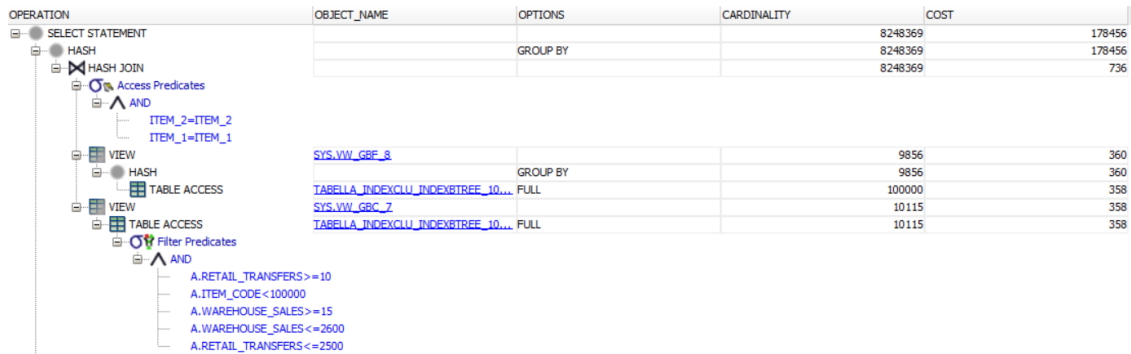 OPERATION OBJECT_NAME OPTIONS CARDINALITY COST
SELECT STATEMENT 8248369 178456
HASH GROUP BY 8248369 178456
HASH JOIN 8248369 736
Access Predicates
AND
ITEM_2=ITEM_2
ITEM_1=ITEM_1
VIEW SYS.VW_GBF_8 9856 360
HASH GROUP BY 9856 360
TABLE ACCESS TABELLA_INDEXCLU_INDEXBTREE_10... FULL 100000 358
VIEW SYS.VW_GBC_7 10115 358
TABLE ACCESS TABELLA_INDEXCLU_INDEXBTREE_10... FULL 10115 358
Filter Predicates
AND
A.RETAIL_TRANSFERS>=10
A.ITEM_CODE<100000
A.WAREHOUSE_SALES>=15
A.WAREHOUSE_SALES<=2600
A.RETAIL_TRANSFERS<=2500